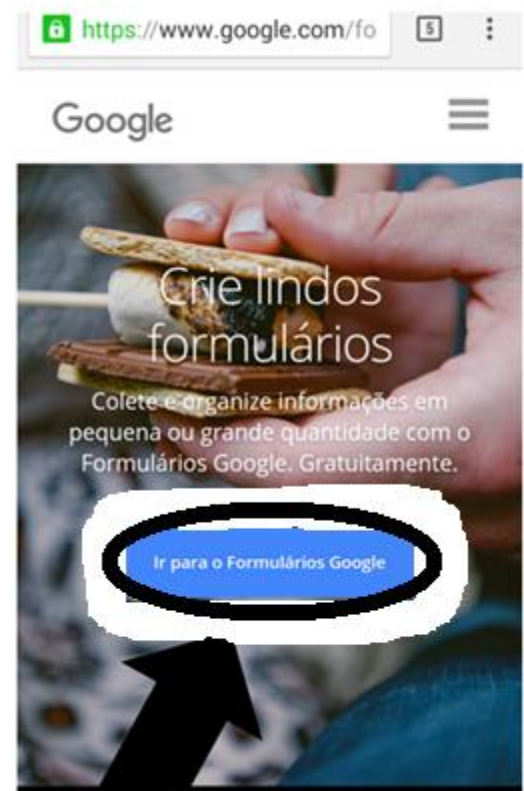 https://www.google.com/fo
5
Google
Crie lindos
formulários
Colete e organize informações em
pequena ou grande quantidade com o
Formulários Google. Gratuitamente.
Ir para o Formulários Google